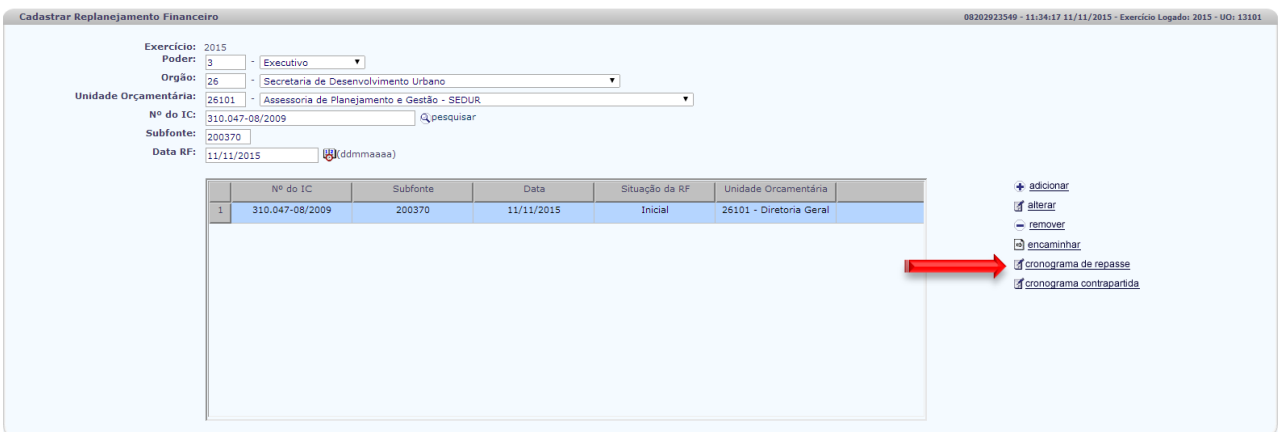 Cadastrar Replanejamento Financeiro 08202923549 - 11:34:17 11/11/2015 - Exercício Logado: 2015 - UO: 13101
Exercício: 2015
Poder: 3 - Executivo
Orgão: 26 - Secretaria de Desenvolvimento Urbano
Unidade Orçamentária: 26101 - Assessoria de Planejamento e Gestão - SEDUR
Nº do IC: 310.047-08/2009 pesquisar
Subfonte: 200370
Data RF: 11/11/2015 (ddmmaaaa)
Nº do IC Subfonte Data Situação da RF Unidade Orcamentária
1 310.047-08/2009 200370 11/11/2015 Inicial 26101 - Diretoria Geral
adicionar
alterar
remover
encaminhar
cronograma de repasse
cronograma contrapartida